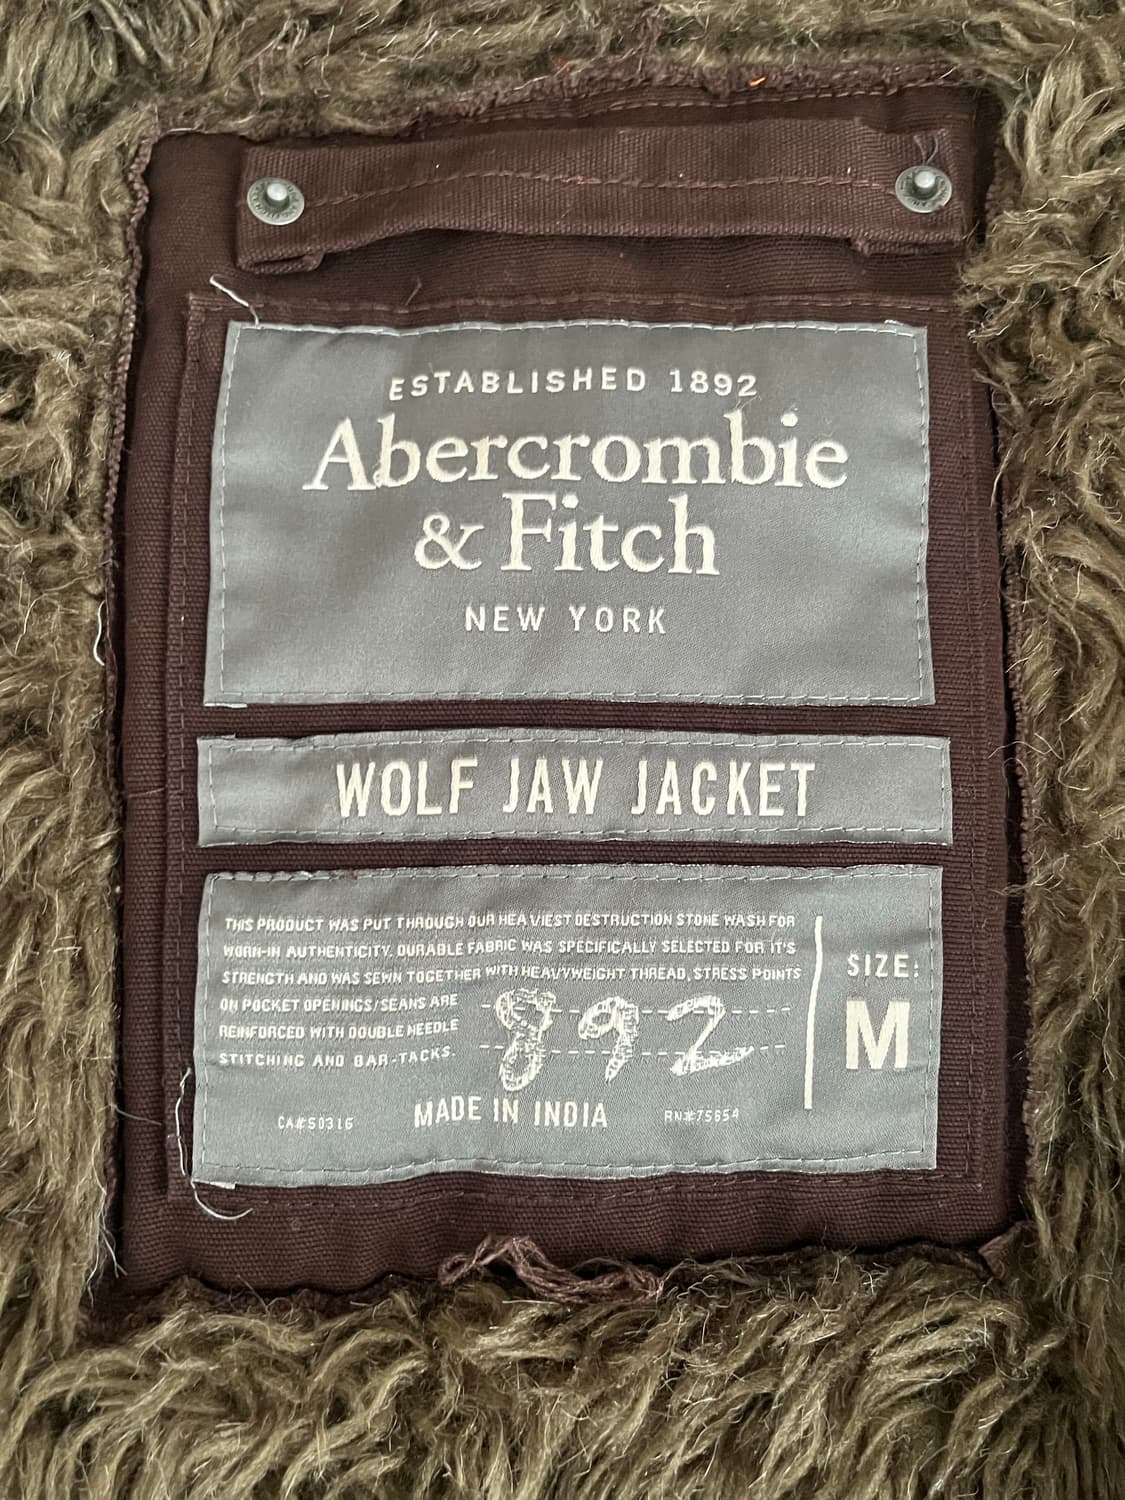 ESTABLISHED 1892
Abercrombie
& Fitch
NEW YORK
WOLF JAW JACKET
THIS PRODUCT WAS PUT THROUGH OUR HEAVIEST DESTRUCTION STONE WASH FOR
WORN-IN AUTHENTICITY. DURABLE FABRIC WAS SPECIFICALLY SELECTED FOR IT'S
STRENGTH AND WAS SEWN TOGETHER WITH HEAVYWEIGHT THREAD, STRESS POINTS
ON POCKET OPENINGS/SEANS ARE
REINFORCED WITH DOUBLE NEEDLE
STITCHING AND BAR-TACKS.
892
SIZE:
M
CA#50316
MADE IN INDIA
RN#75654